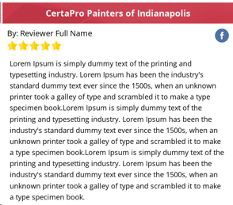 CertaPro Painters of Indianapolis
By: Reviewer Full Name
f
Lorem Ipsum is simply dummy text of the printing and
typesetting industry. Lorem Ipsum has been the industry's
standard dummy text ever since the 1500s, when an unknown
printer took a galley of type and scrambled it to make a type
specimen book.Lorem Ipsum is simply dummy text of the
printing and typesetting industry. Lorem Ipsum has been the
industry's standard dummy text ever since the 1500s, when an
unknown printer took a galley of type and scrambled it to make
a type specimen book.Lorem Ipsum is simply dummy text of the
printing and typesetting industry. Lorem Ipsum has been the
industry's standard dummy text ever since the 1500s, when an
unknown printer took a galley of type and scrambled it to make
a type specimen book.